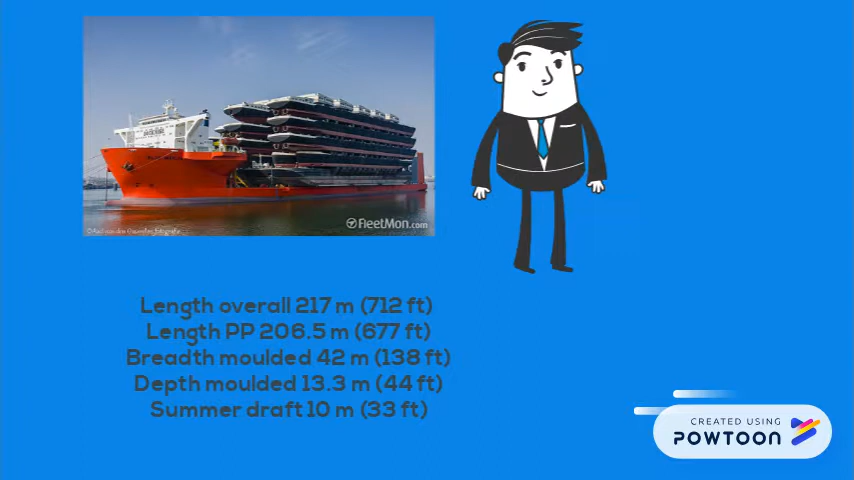 FleetMon.com
Length overall 217 m (712 ft)
Length PP 206.5 m (677 ft)
Breadth moulded 42 m (138 ft)
Depth moulded 13.3 m (44 ft)
Summer draft 10 m (33 ft)
CREATED USING
POWTOON